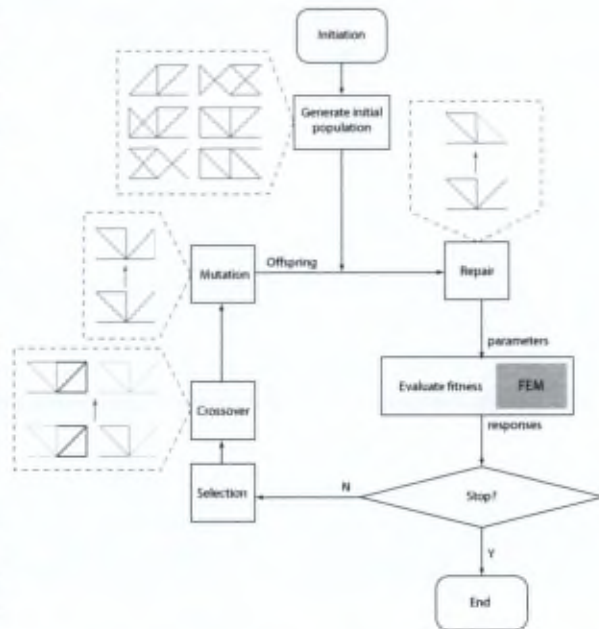 Initiation
Generate initial
population
Mutation
Offspring
Repair
parameters
Evaluate fitness
FEM
responses
Crossover
Selection
N
Stop?
Y
End